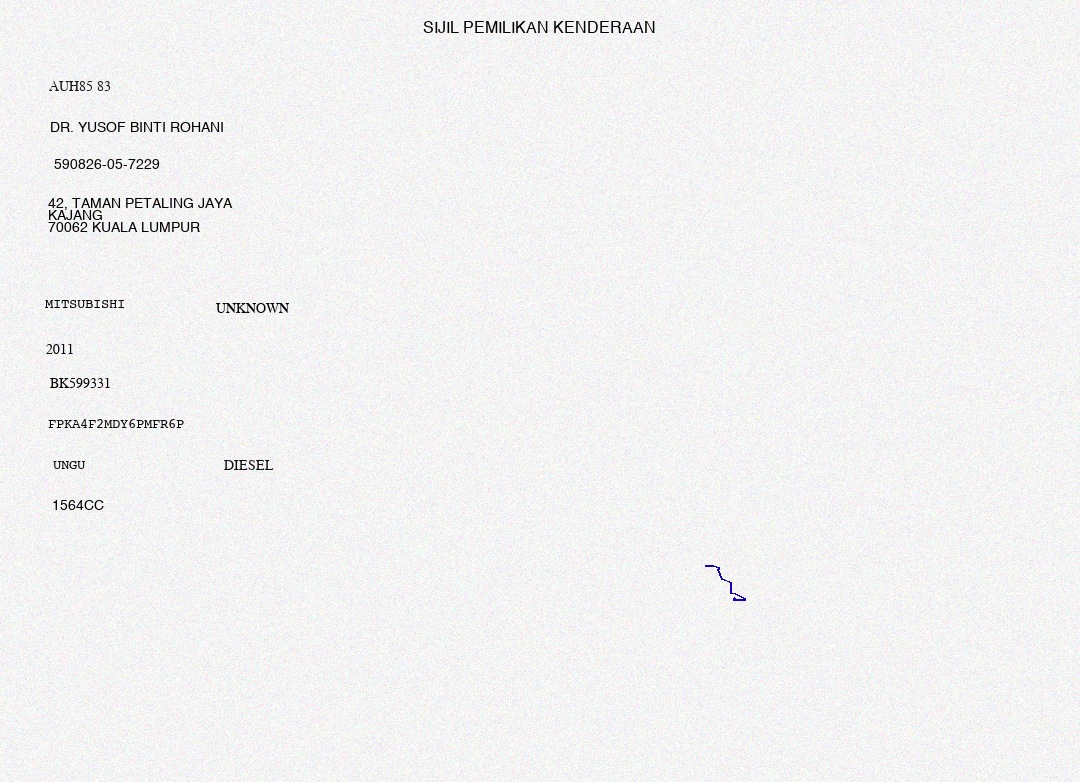 SIJIL PEMILIKAN KENDERAAN
AUH85 83
DR. YUSOF BINTI ROHANI
590826-05-7229
42, TAMAN PETALING JAYA
KAJANG
70062 KUALA LUMPUR
MITSUBISHI UNKNOWN
2011
BK599331
FPKA4F2MDY6PMFR6P
UNGU DIESEL
1564CC